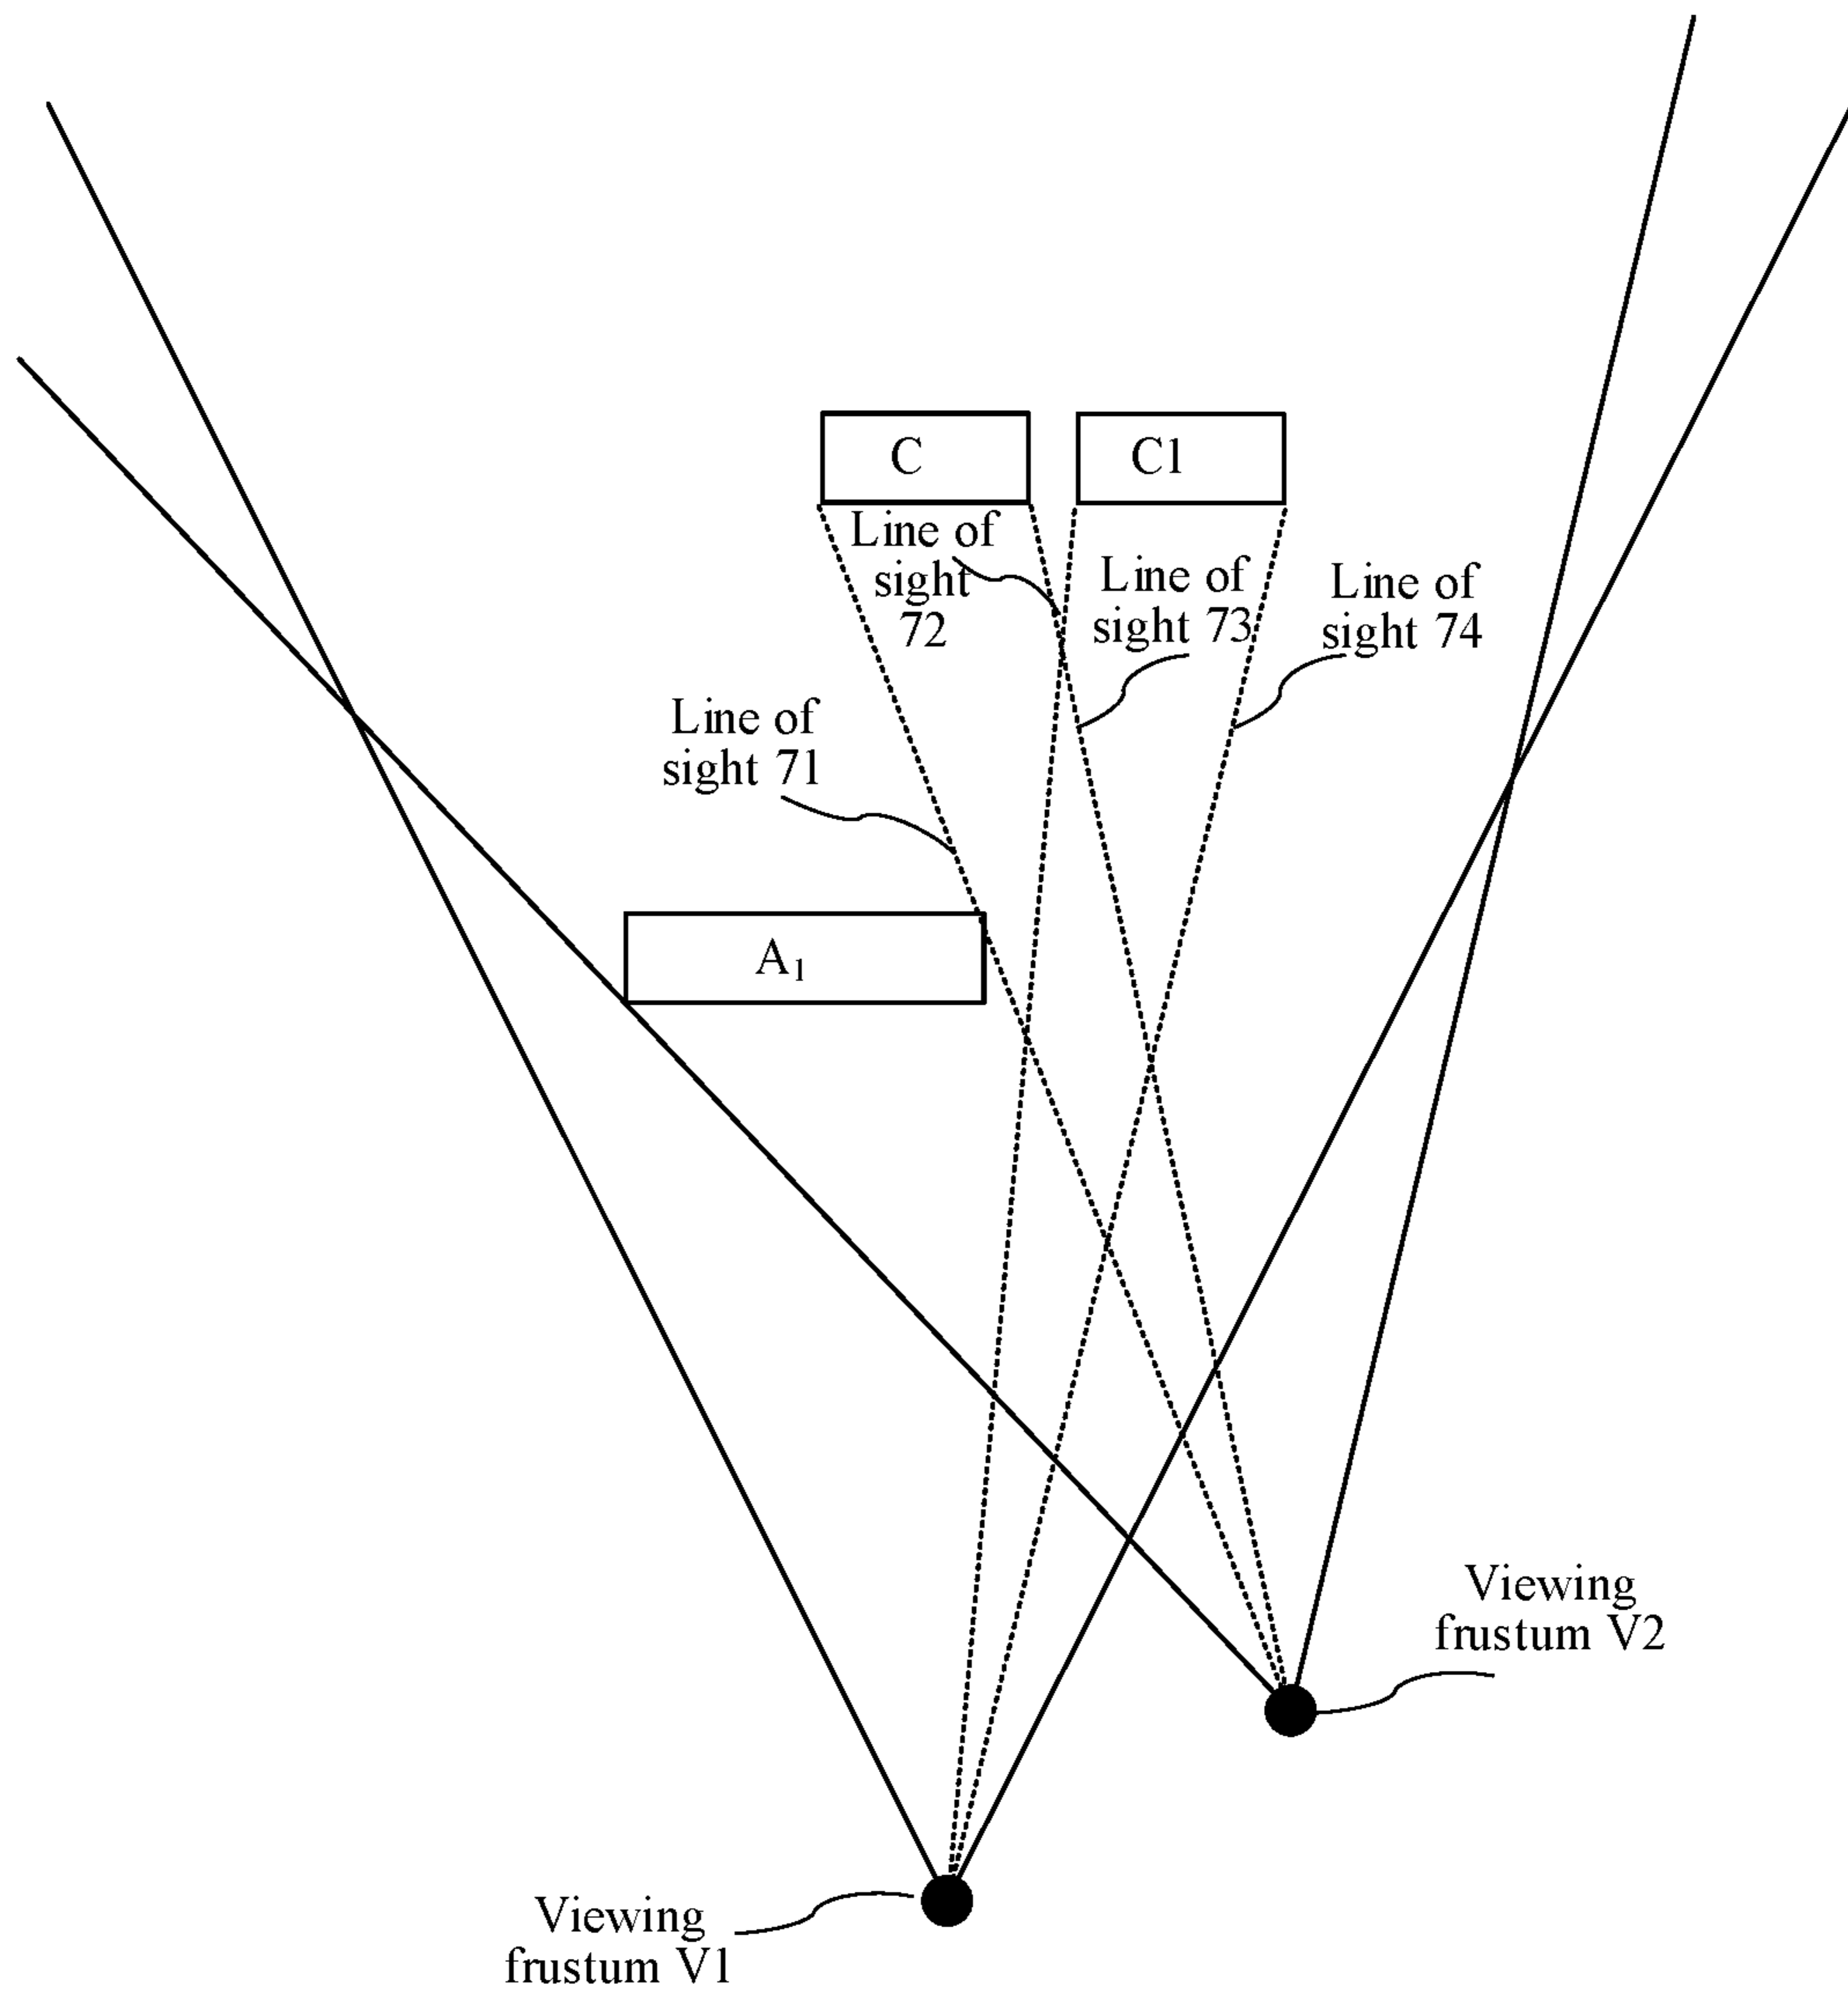 C
C1
Line of
sight
72
Line of
sight 73
Line of
sight 74
Line of
sight 71
A1
Viewing
frustum V2
Viewing
frustum V1